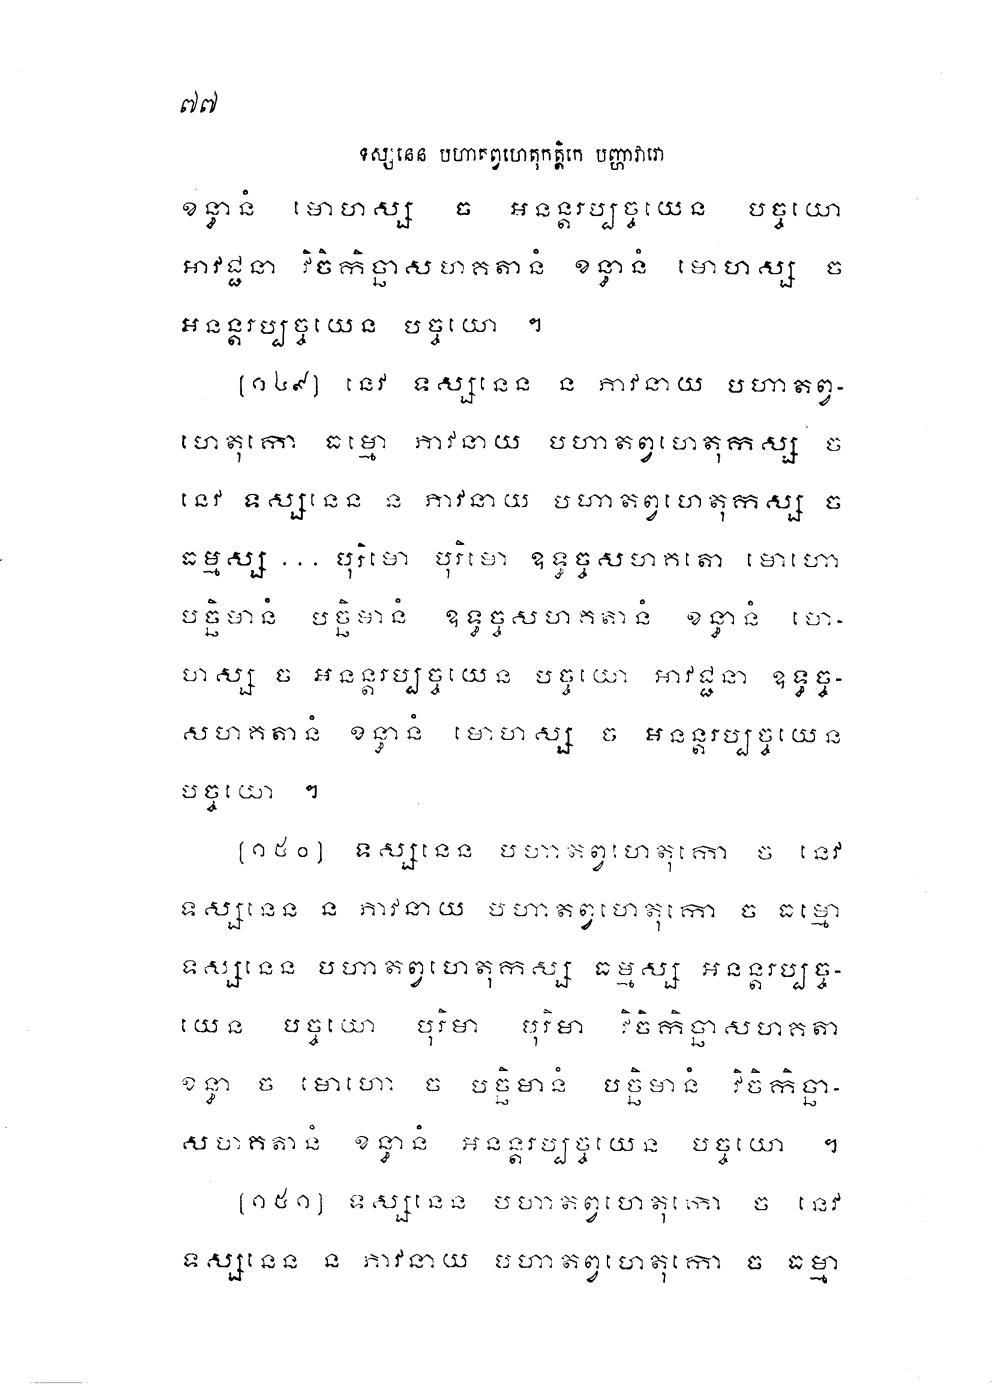 ៧៧
ទស្សនេន បហាតព្វហេតុកត្តិកេ បញ្ហាវារោ
ខន្ធានំ មោហស្ស ច អនន្តរប្បច្ចយេន បច្ចយោ
អាវជ្ជនា វិចិកិច្ឆាសហគតានំ ខន្ធានំ មោហស្ស ច
អនន្តរប្បច្ចយេន បច្ចយោ ។
[១៤៩] នេវ ទស្សនេន ន ភាវនាយ បហាតព្វ-
ហេតុកោ ធម្មោ ភាវនាយ បហាតព្វហេតុកស្ស ច
នេវ ទស្សនេន ន ភាវនាយ បហាតព្វហេតុកស្ស ច
ធម្មស្ស ... បុរិមោ បុរិមោ ឧទ្ធច្ចសហគតោ មោហោ
បច្ឆិមានំ បច្ឆិមានំ ឧទ្ធច្ចសហគតានំ ខន្ធានំ មោ-
ហស្ស ច អនន្តរប្បច្ចយេន បច្ចយោ អាវជ្ជនា ឧទ្ធច្ច-
សហគតានំ ខន្ធានំ មោហស្ស ច អនន្តរប្បច្ចយេន
បច្ចយោ ។
[១៥០] ទស្សនេន បហាតព្វហេតុកោ ច នេវ
ទស្សនេន ន ភាវនាយ បហាតព្វហេតុកោ ច ធម្មោ
ទស្សនេន បហាតព្វហេតុកស្ស ធម្មស្ស អនន្តរប្បច្ច-
យេន បច្ចយោ បុរិមា បុរិមា វិចិកិច្ឆាសហគតា
ខន្ធា ច មោហោ ច បច្ឆិមានំ បច្ឆិមានំ វិចិកិច្ឆា-
សហគតានំ ខន្ធានំ អនន្តរប្បច្ចយេន បច្ចយោ ។
[១៥១] ទស្សនេន បហាតព្វហេតុកោ ច នេវ
ទស្សនេន ន ភាវនាយ បហាតព្វហេតុកោ ច ធម្មា